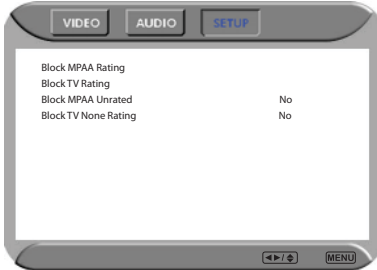 VIDEO AUDIO SETUP
Block MPAA Rating
Block TV Rating
Block MPAA Unrated No
Block TV None Rating No
◄►/⬍ MENU